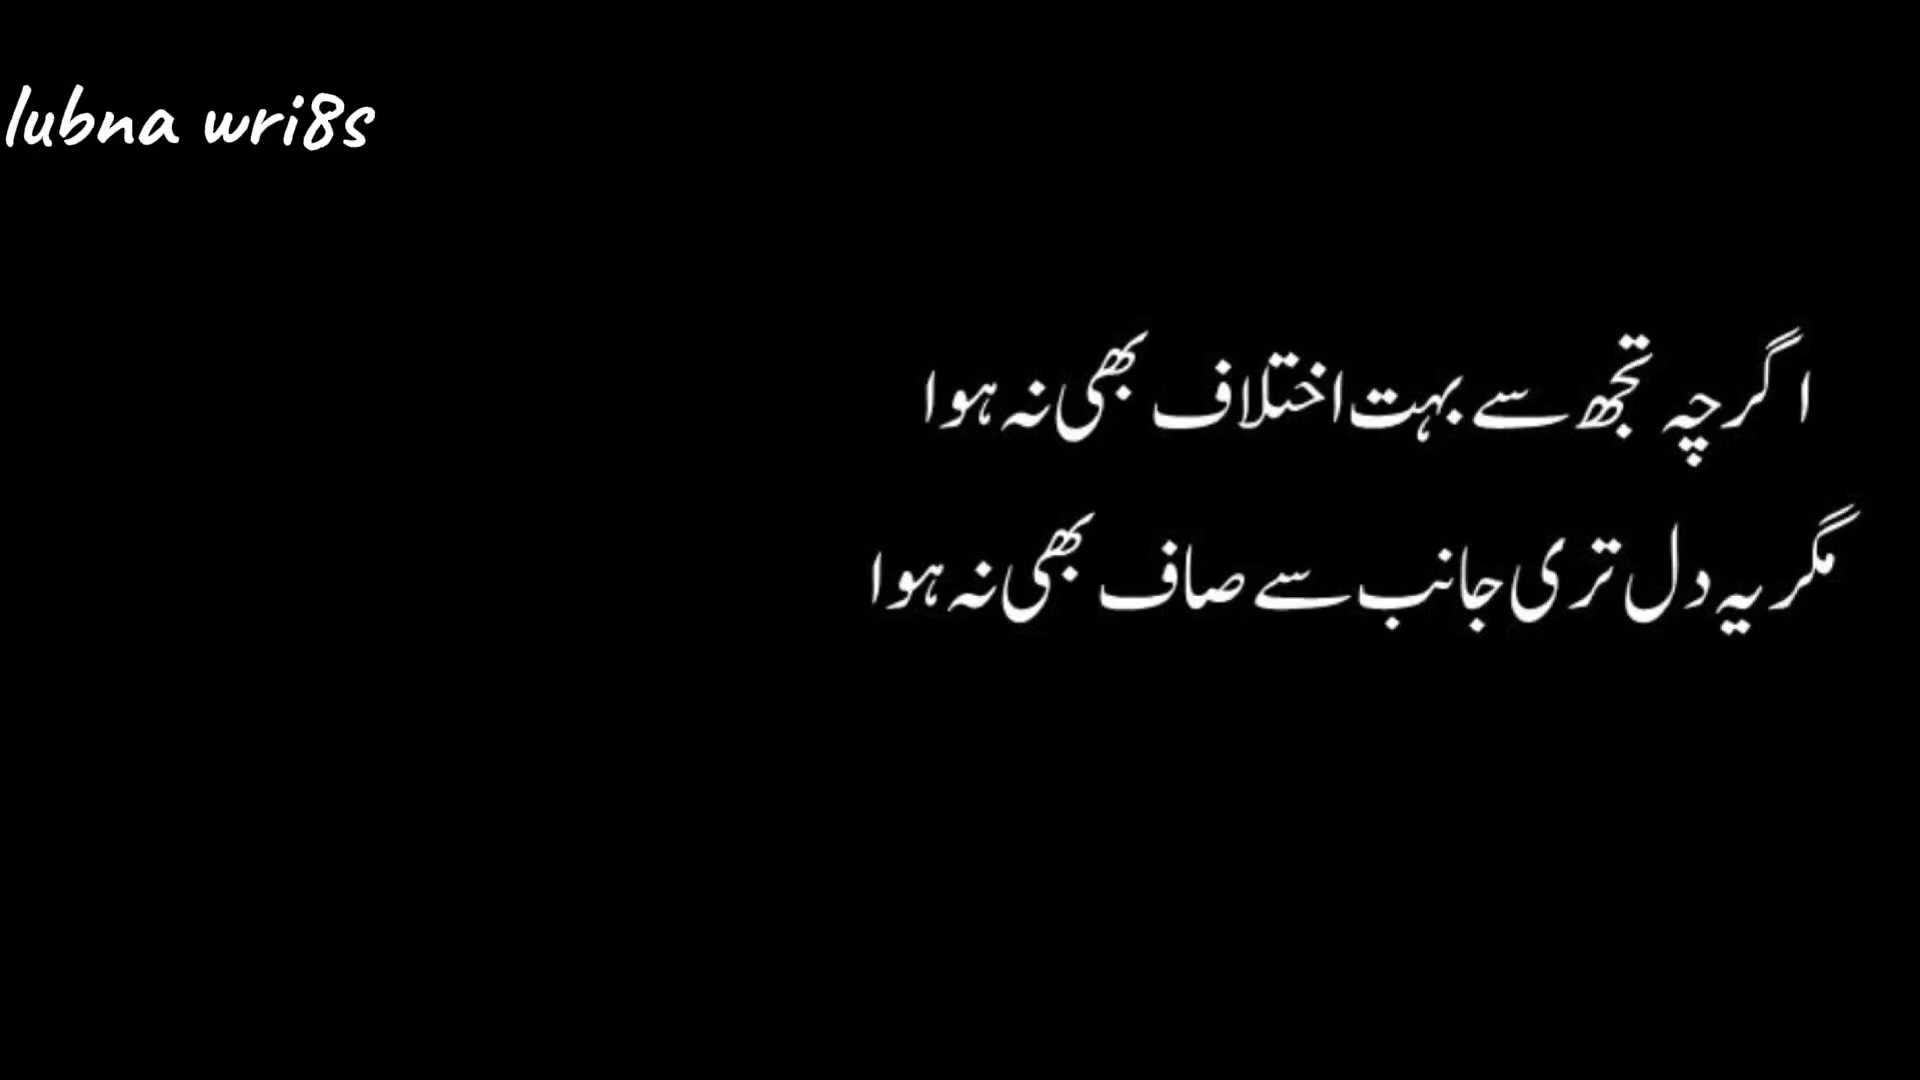 lubna wri8s
اگرچہ تجھ سے بہت اختلاف بھی نہ ہوا
مگر یہ دل تری جانب سے صاف بھی نہ ہوا